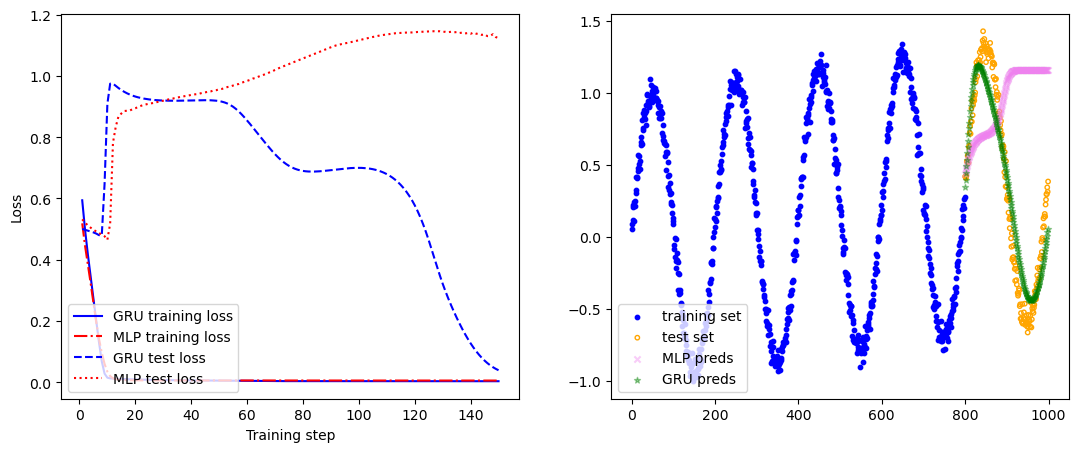 1.2
1.0
0.8
0.6
0.4
0.2
0.0
Loss
GRU training loss
MLP training loss
GRU test loss
MLP test loss
0 20 40 60 80 100 120 140
Training step
1.5
1.0
0.5
0.0
−0.5
−1.0
training set
test set
MLP preds
GRU preds
0 200 400 600 800 1000